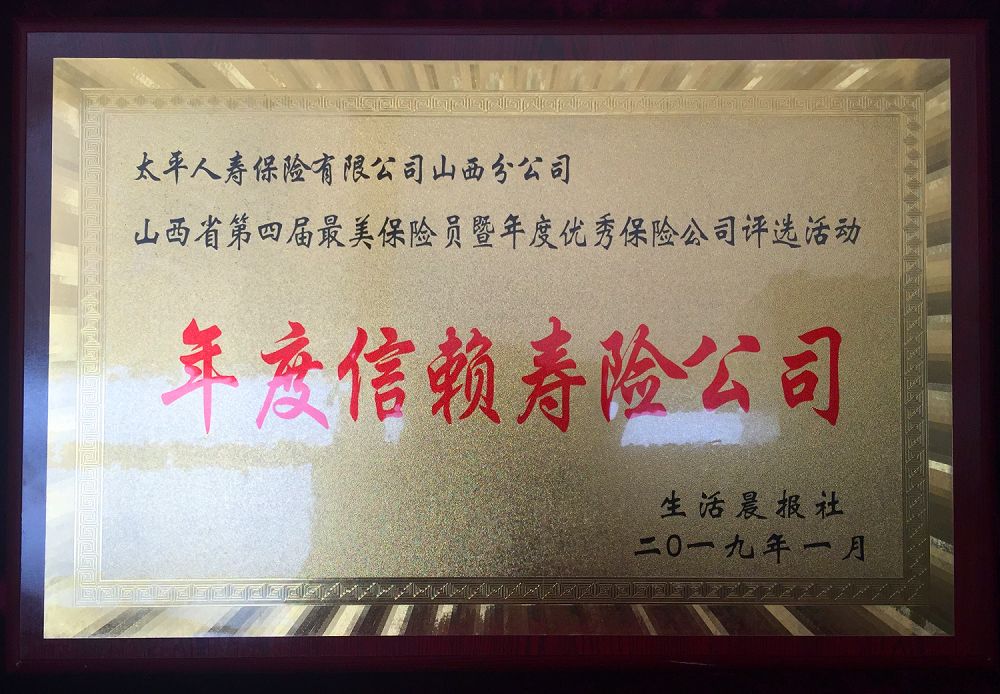 太平人寿保险有限公司山西分公司
山西省第四届最美保险员暨年度优秀保险公司评选活动
年度信赖寿险公司
生活晨报社
二〇一九年一月